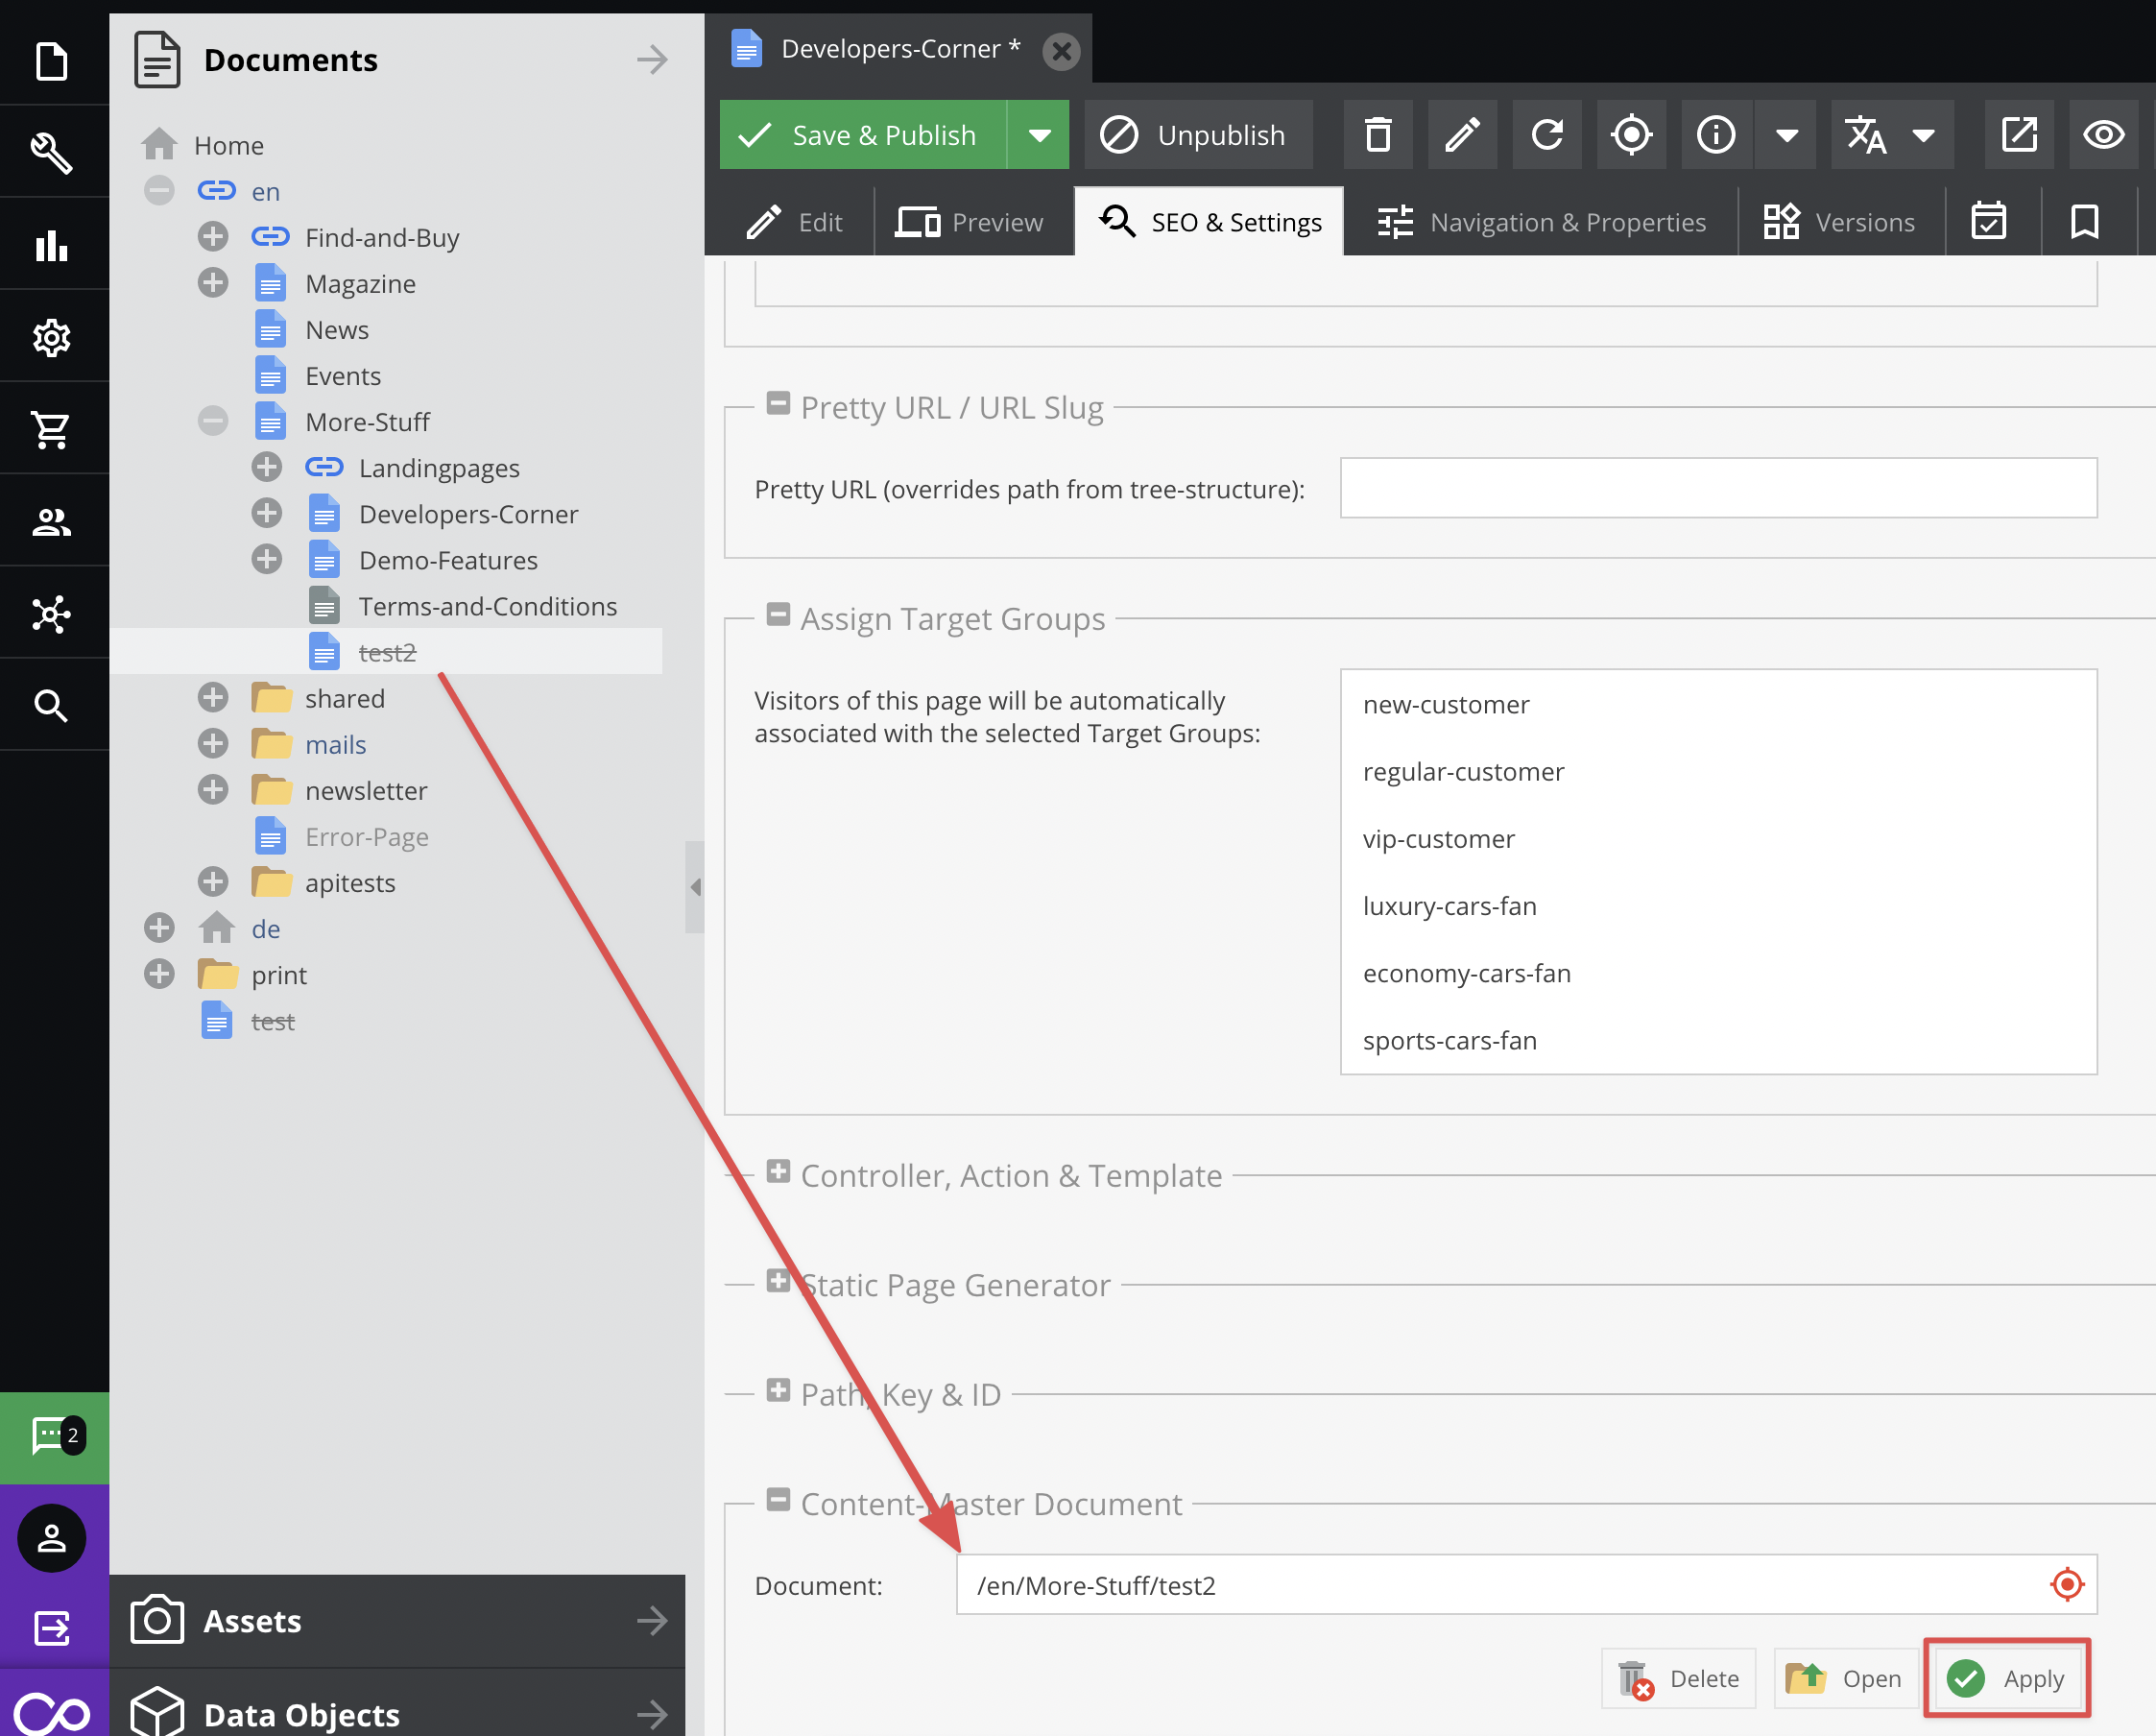 Documents
Home
en
Find-and-Buy
Magazine
News
Events
More-Stuff
Landingpages
Developers-Corner
Demo-Features
Terms-and-Conditions
test2
shared
mails
newsletter
Error-Page
apitests
de
print
test
2
Assets
Data Objects
Developers-Corner *
Save & Publish
Unpublish
Edit
Preview
SEO & Settings
Navigation & Properties
Versions
Pretty URL / URL Slug
Pretty URL (overrides path from tree-structure):
Assign Target Groups
Visitors of this page will be automatically
associated with the selected Target Groups:
new-customer
regular-customer
vip-customer
luxury-cars-fan
economy-cars-fan
sports-cars-fan
Controller, Action & Template
Static Page Generator
Path, Key & ID
Content-Master Document
Document:
/en/More-Stuff/test2
Delete
Open
Apply